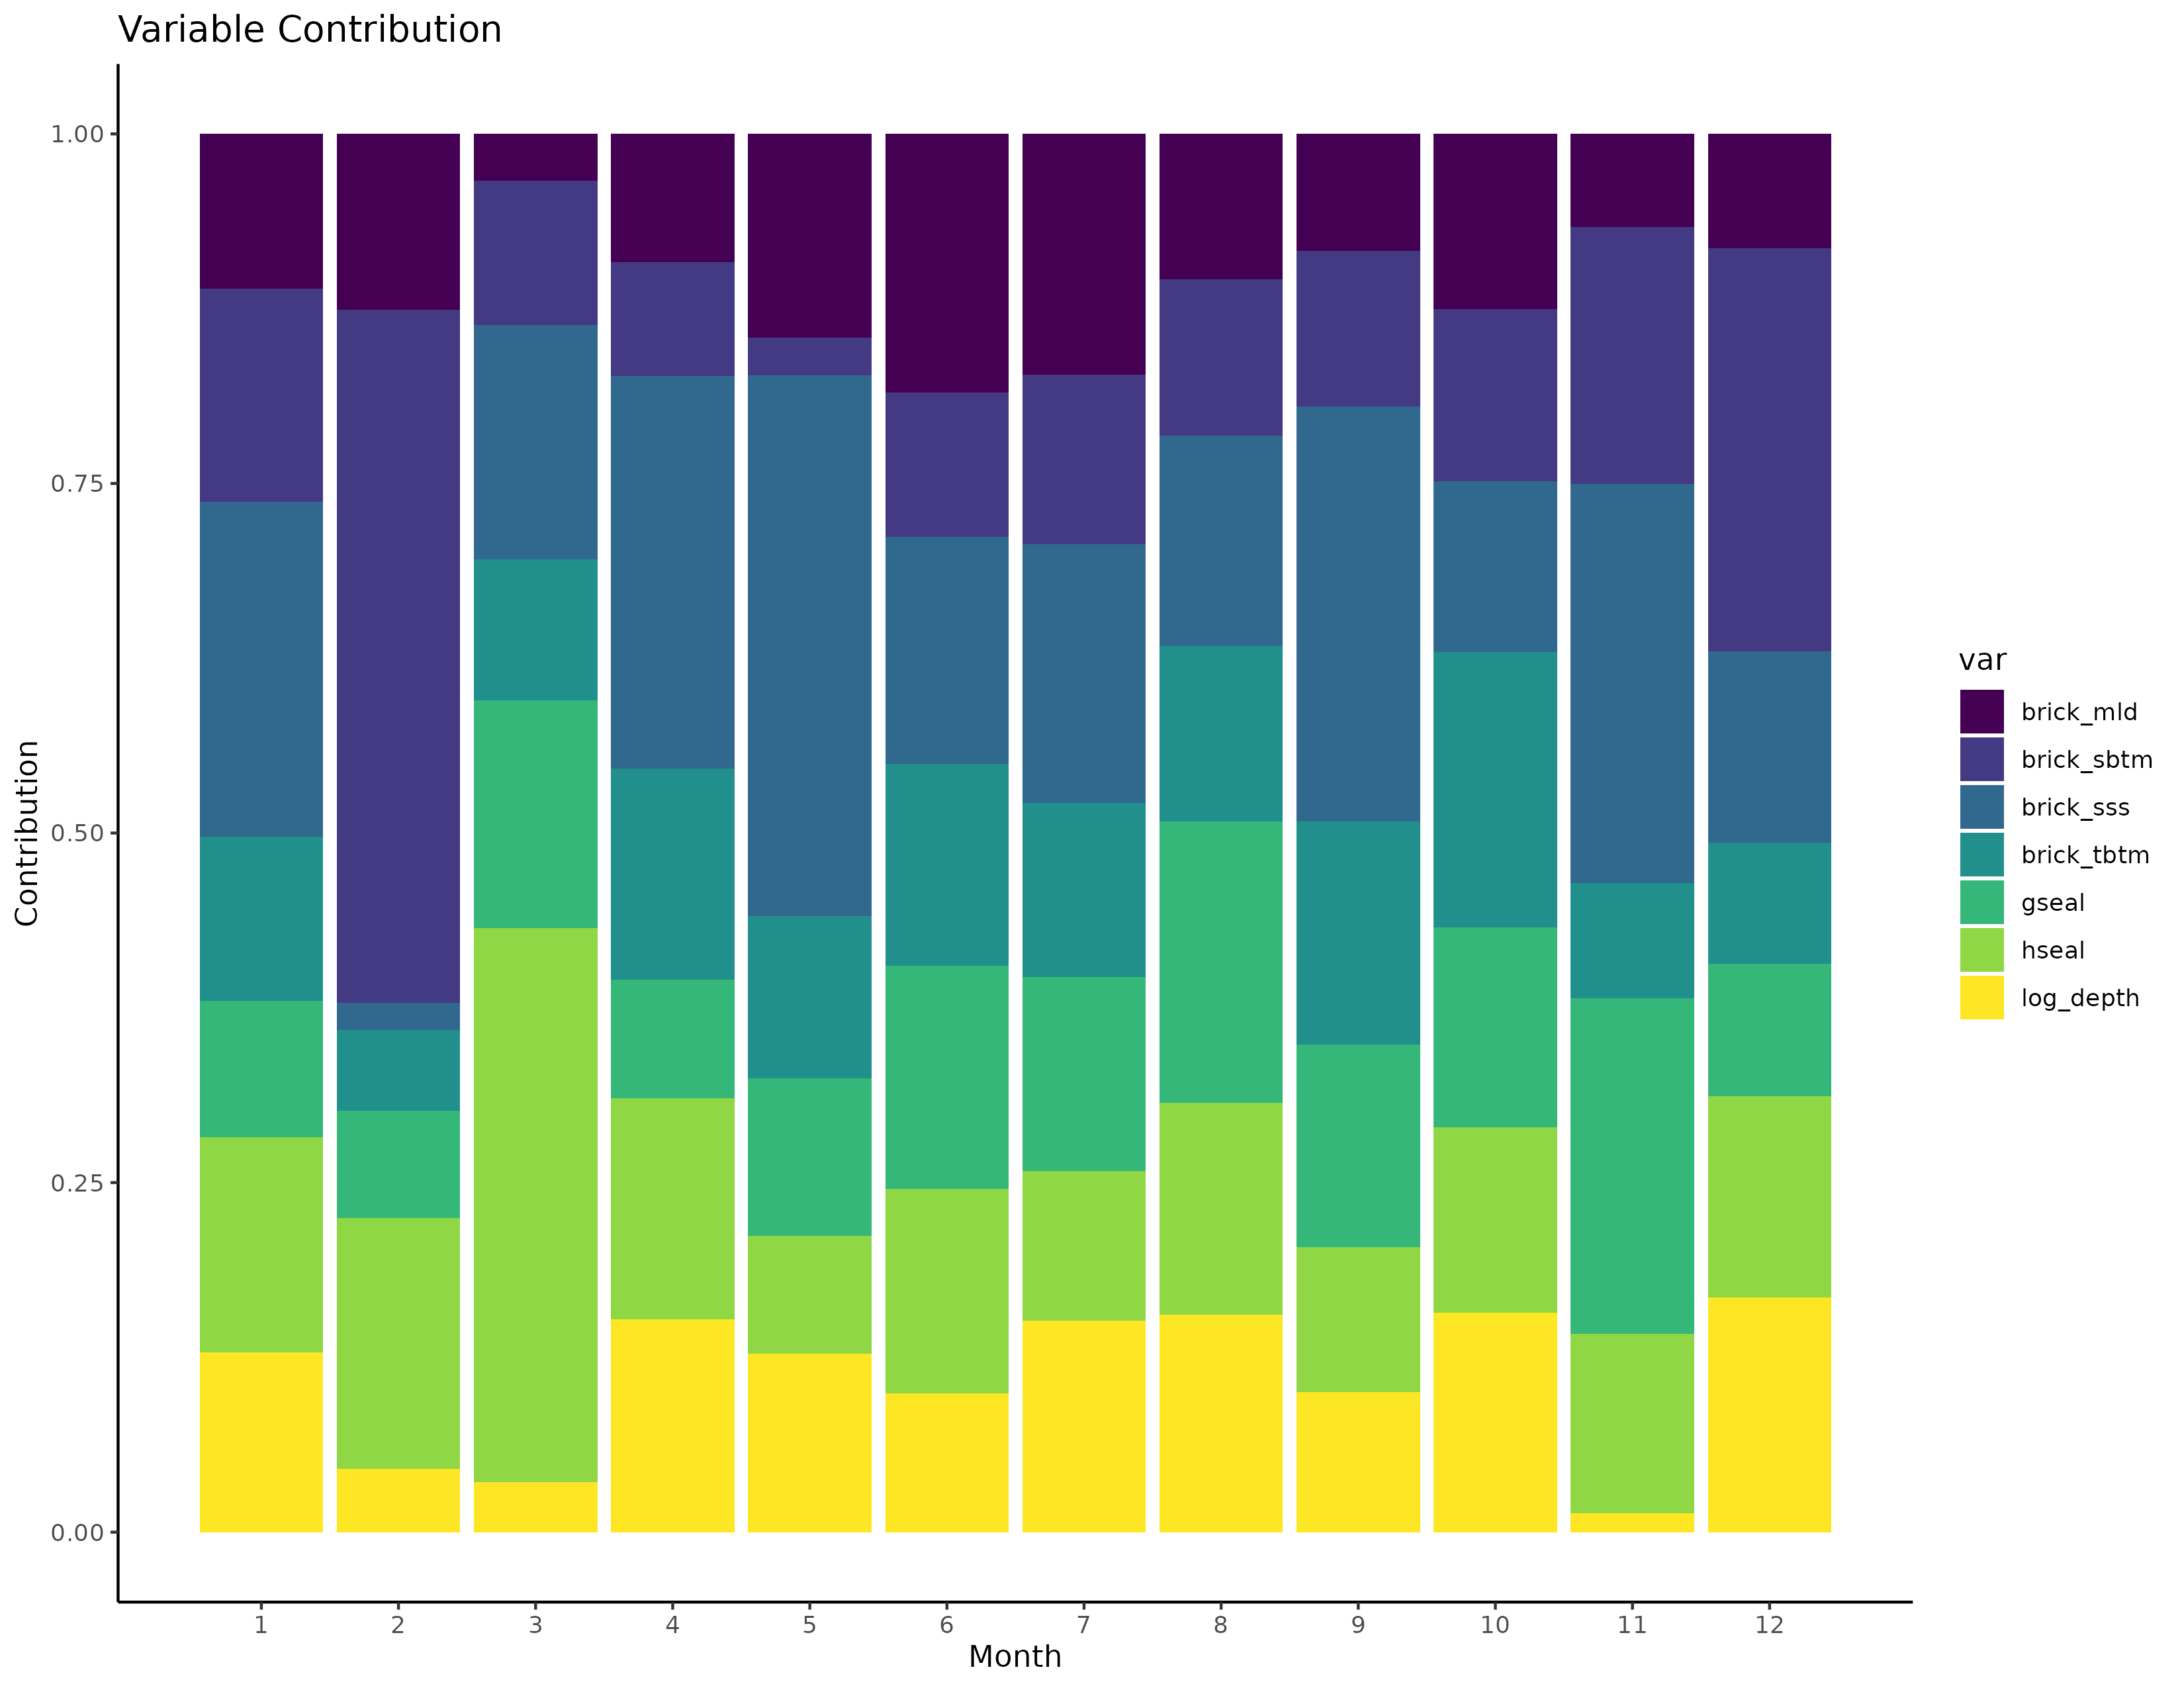 Variable Contribution
1.00
0.75
0.50
0.25
0.00
Contribution
1 2 3 4 5 6 7 8 9 10 11 12
Month
var
brick_mld
brick_sbtm
brick_sss
brick_tbtm
gseal
hseal
log_depth